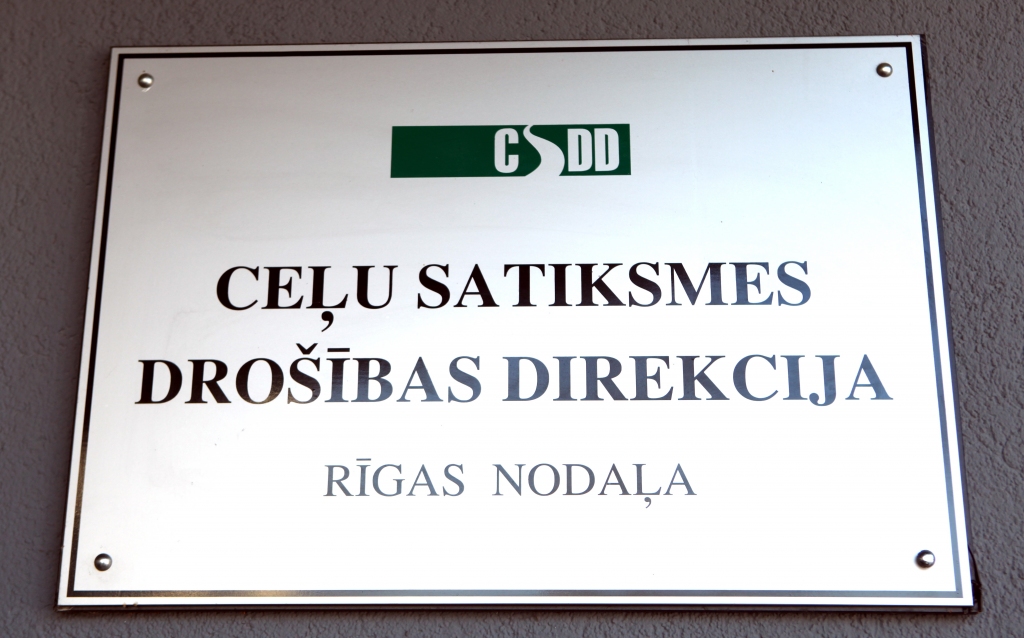 CSDD
CEĻU SATIKSMES
DROŠĪBAS DIREKCIJA
RĪGAS NODAĻA